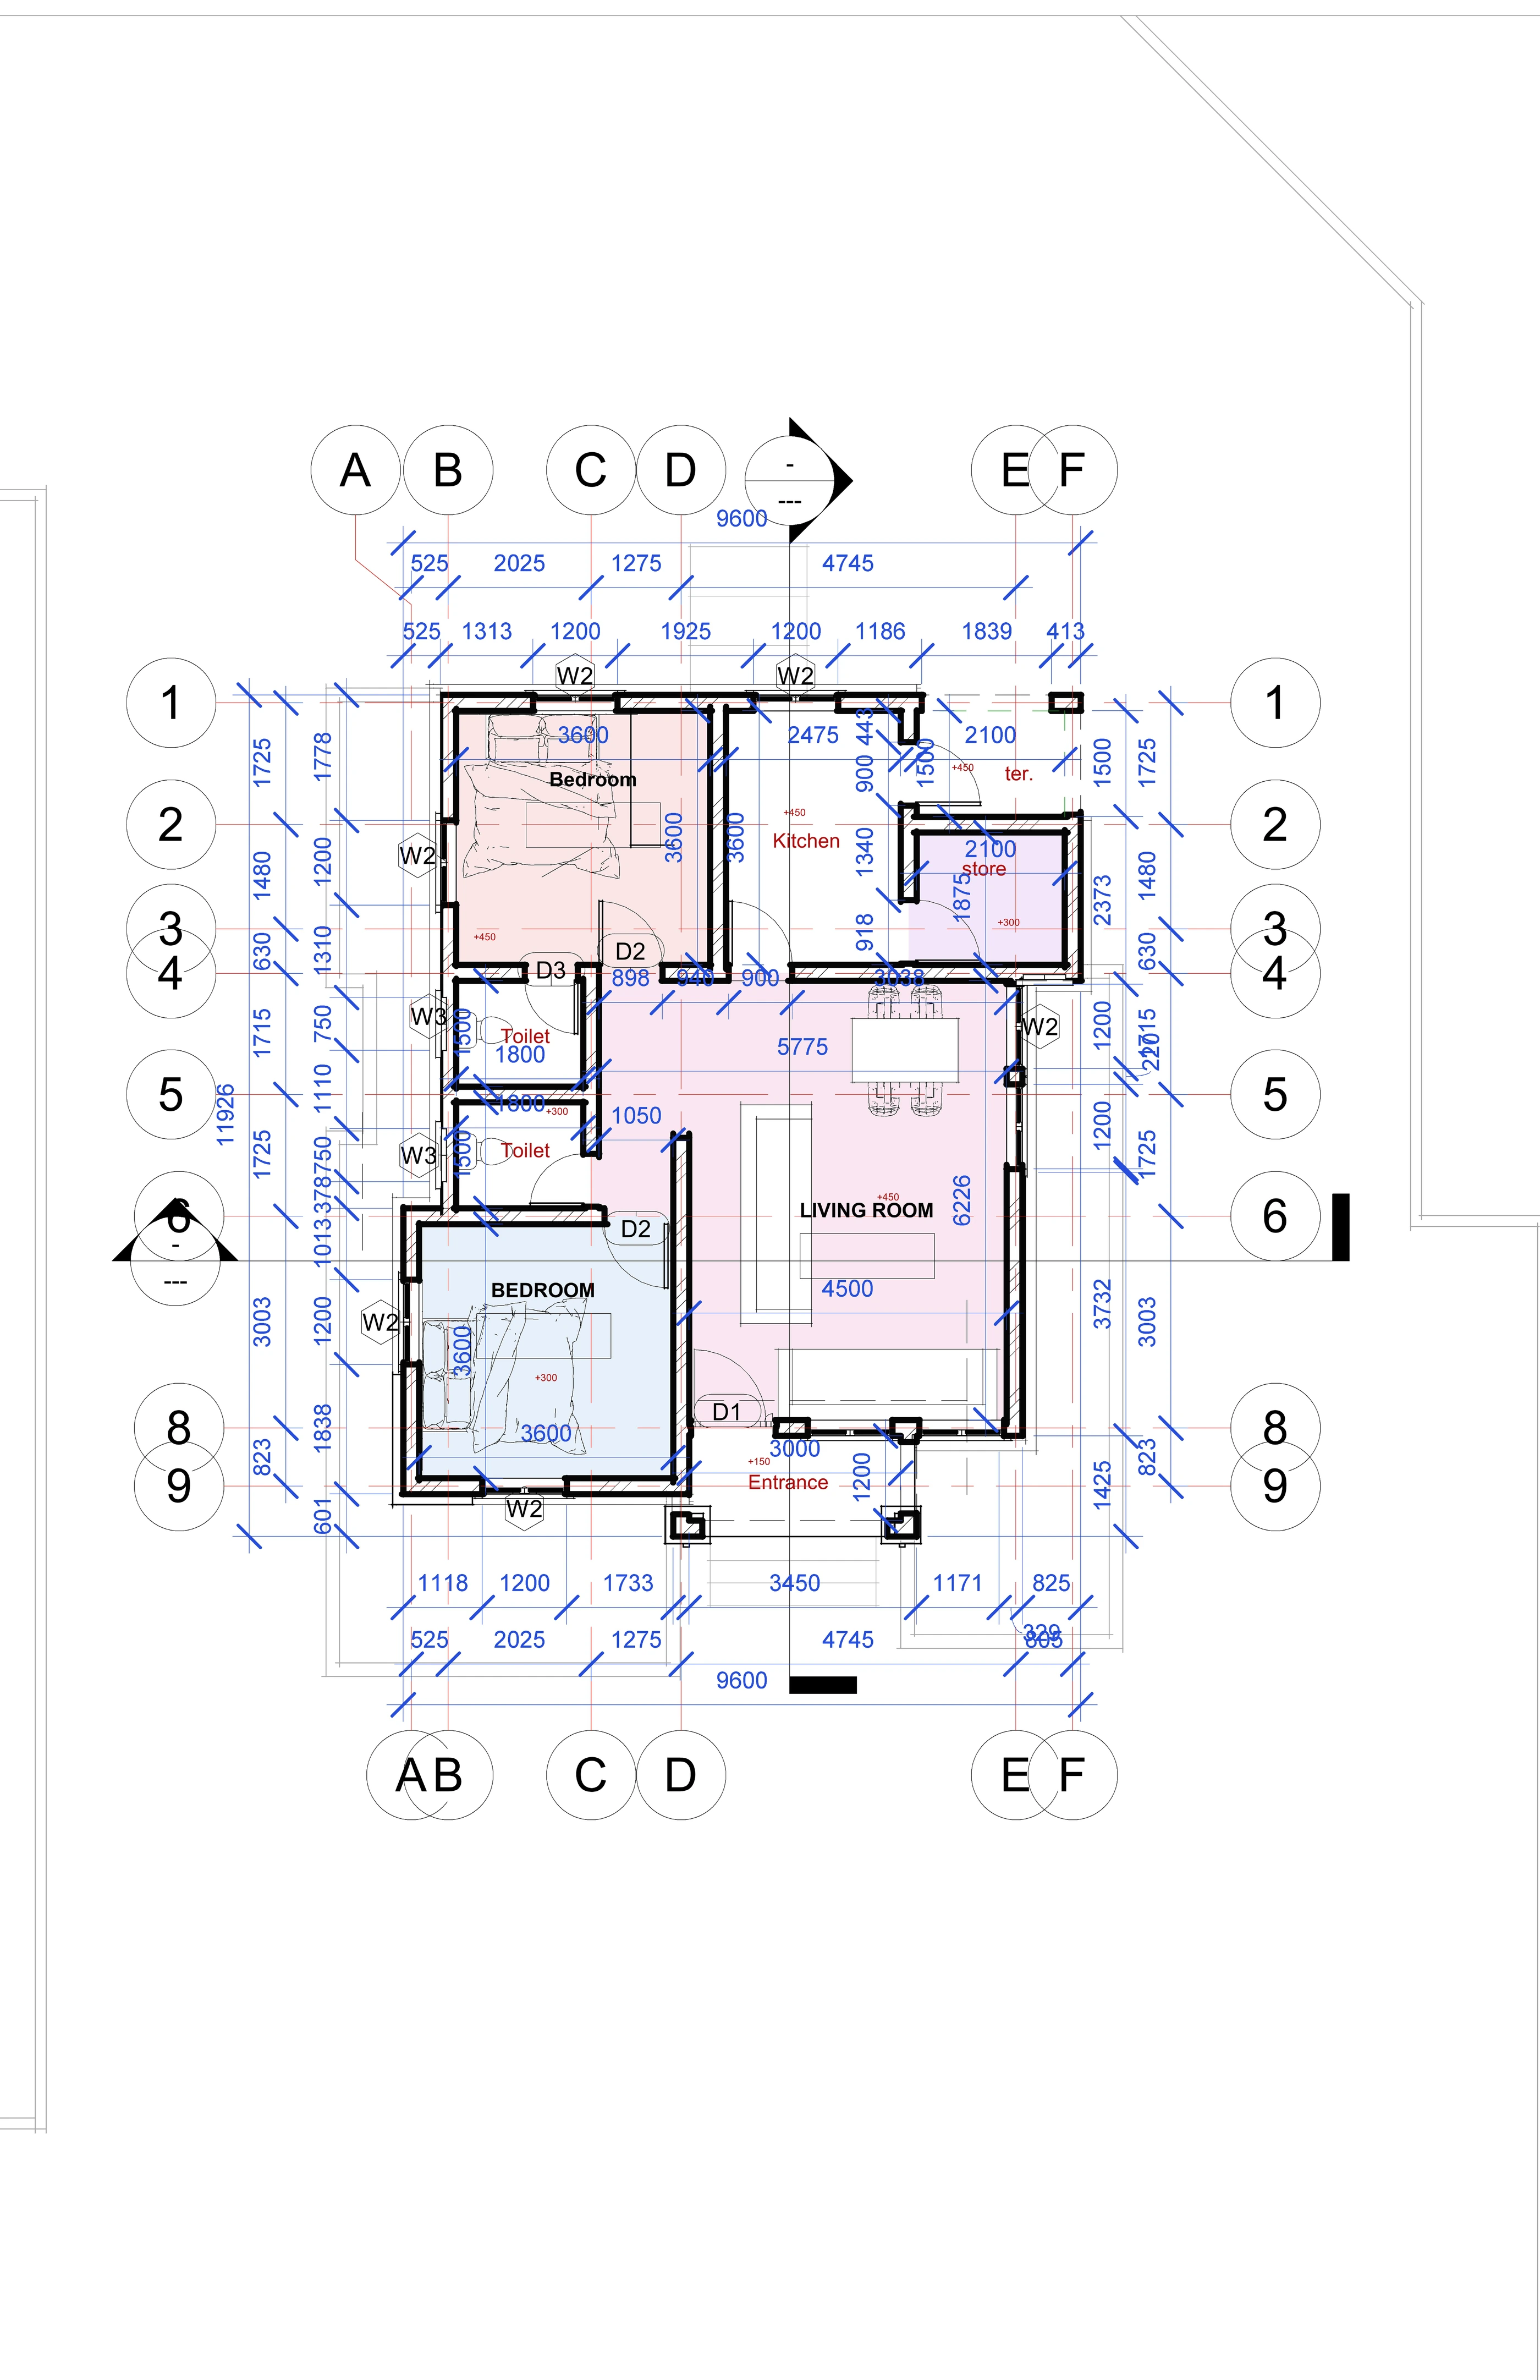 A B C D - E F
---
9600
525 2025 1275 4745
525 1313 1200 1925 1200 1186 1839 413
W2 W2
1 1
3600 2475 443 2100
1725 1778 900 1500 +450 ter. 1500 1725
Bedroom
2 +450 2
3600 3600 Kitchen 1340 2100
W2 store
1480 1200 1875 2373 1480
3 +450 918 +300 3
630 1310 D2 630
4 D3 898 940 900 3038 4
W3 1500 Toilet W2
1715 750 1800 5775 1200 1715 220
5 1110 1800 +300 5
11926 1050 1200
W3 1500 Toilet
1725 750 1725
378 +450
6 LIVING ROOM 6226 6
- 1013 D2
---
BEDROOM 4500
W2 3600
3003 1200 3732 3003
+300
D1
8 1838 3600 8
3000
823 +150 1200 823
9 Entrance 1425 9
601 W2
1118 1200 1733 3450 1171 825
329
525 2025 1275 4745 805
9600
A B C D E F